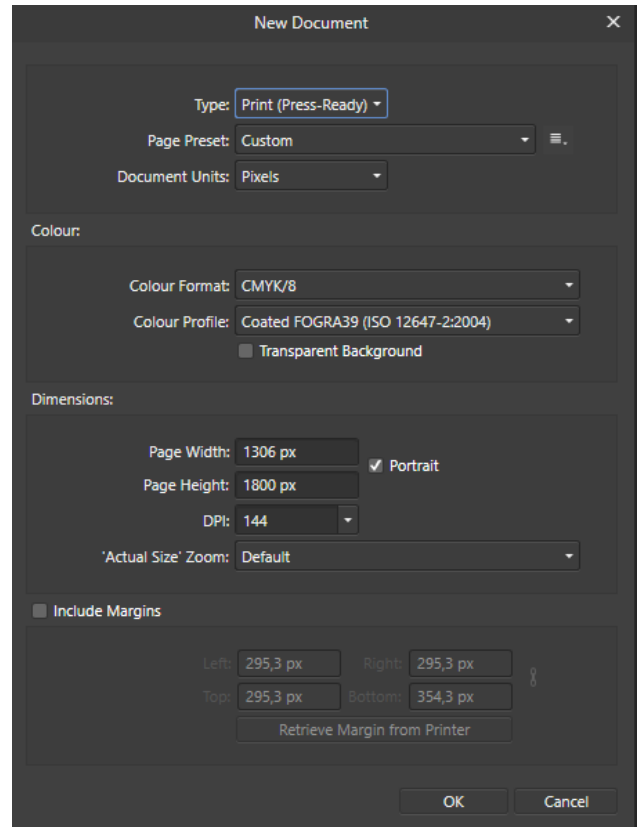 New Document
Type: Print (Press-Ready)
Page Preset: Custom
Document Units: Pixels
Colour:
Colour Format: CMYK/8
Colour Profile: Coated FOGRA39 (ISO 12647-2:2004)
Transparent Background
Dimensions:
Page Width: 1306 px
Portrait
Page Height: 1800 px
DPI: 144
'Actual Size' Zoom: Default
Include Margins
Left: 295,3 px Right: 295,3 px
Top: 295,3 px Bottom: 354,3 px
Retrieve Margin from Printer
OK Cancel